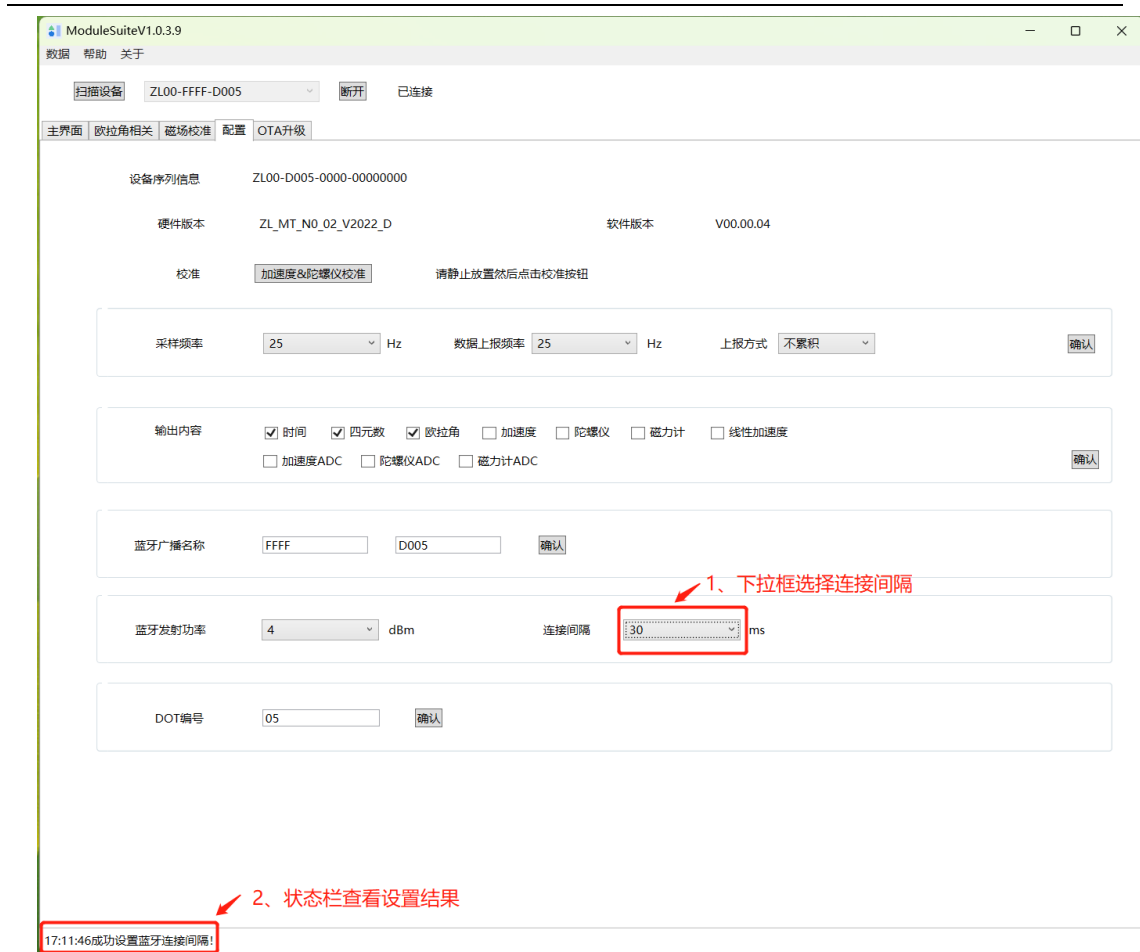 ModuleSuiteV1.0.3.9
数据 帮助 关于
扫描设备 ZL00-FFFF-D005 断开 已连接
主界面 欧拉角相关 磁场校准 配置 OTA升级
设备序列信息 ZL00-D005-0000-00000000
硬件版本 ZL_MT_N0_02_V2022_D 软件版本 V00.00.04
校准 加速度&陀螺仪校准 请静止放置然后点击校准按钮
采样频率 25 Hz 数据上报频率 25 Hz 上报方式 不累积 确认
输出内容 时间 四元数 欧拉角 加速度 陀螺仪 磁力计 线性加速度
加速度ADC 陀螺仪ADC 磁力计ADC 确认
蓝牙广播名称 FFFF D005 确认
1、下拉框选择连接间隔
蓝牙发射功率 4 dBm 连接间隔 30 ms
DOT编号 05 确认
2、状态栏查看设置结果
17:11:46成功设置蓝牙连接间隔!